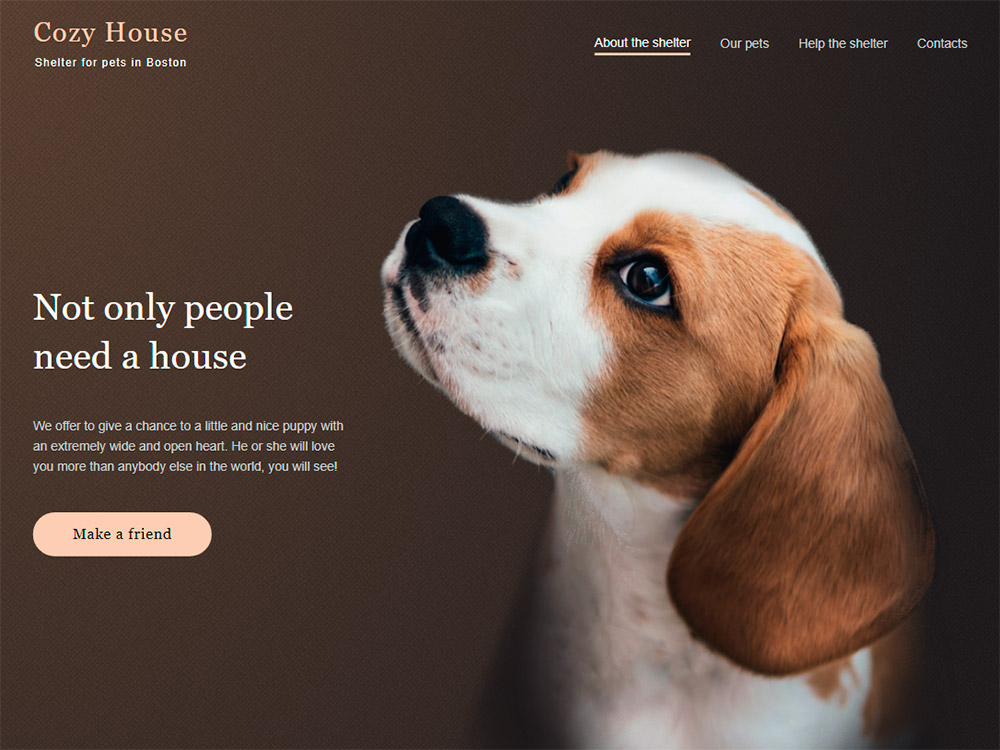 Cozy House
Shelter for pets in Boston
About the shelter
Our pets
Help the shelter
Contacts
Not only people
need a house
We offer to give a chance to a little and nice puppy with
an extremely wide and open heart. He or she will love
you more than anybody else in the world, you will see!
Make a friend